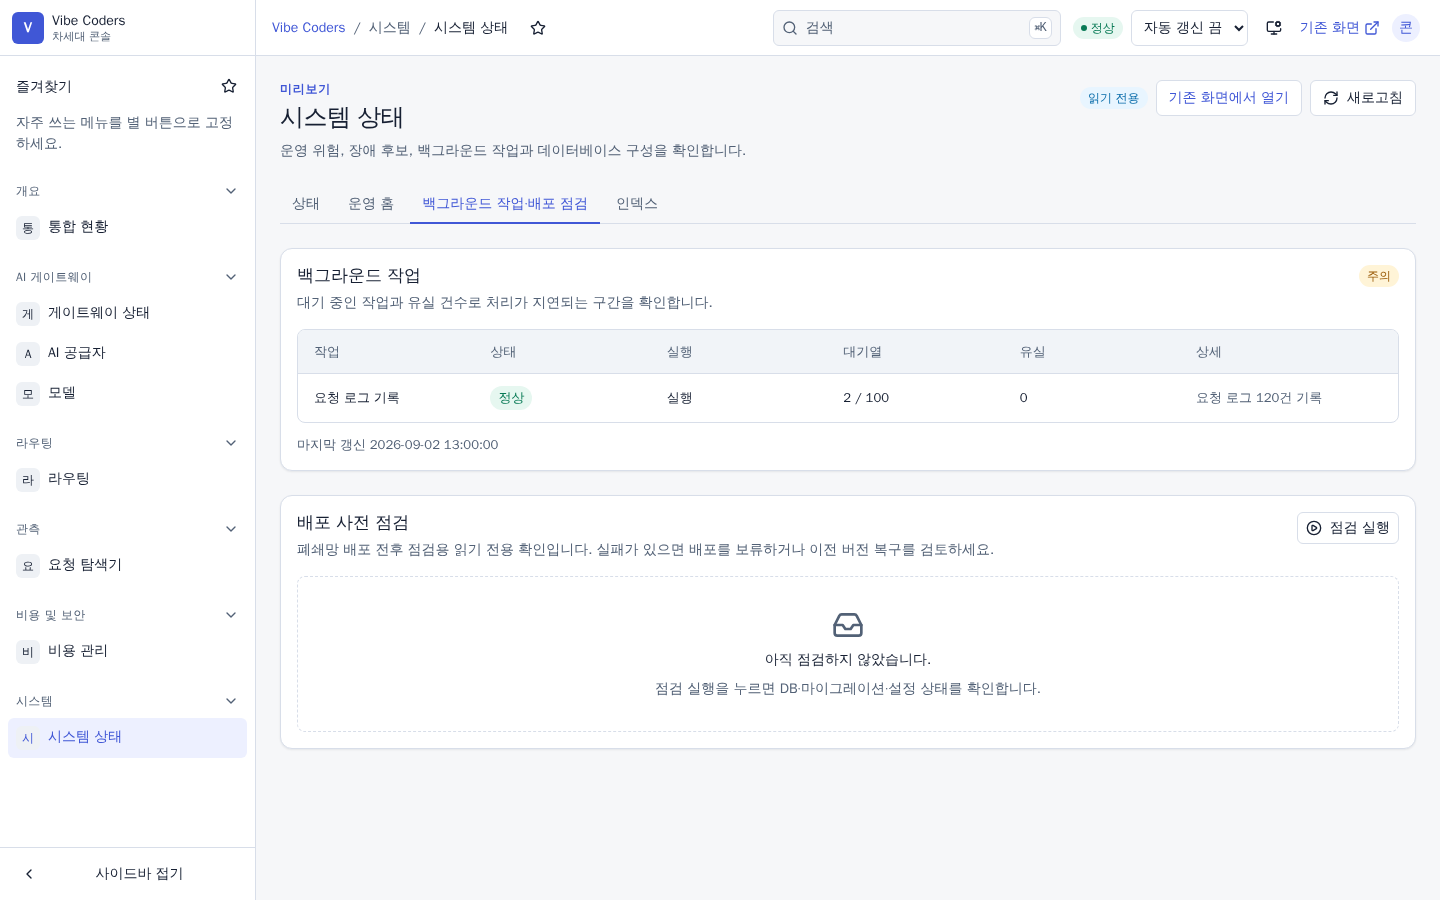 V
Vibe Coders
차세대 콘솔
Vibe Coders / 시스템 / 시스템 상태
검색
⌘K
정상
자동 갱신 끔
기존 화면
콘
즐겨찾기
자주 쓰는 메뉴를 별 버튼으로 고정
하세요.
개요
통 통합 현황
AI 게이트웨이
게 게이트웨이 상태
A AI 공급자
모 모델
라우팅
라 라우팅
관측
요 요청 탐색기
비용 및 보안
비 비용 관리
시스템
시 시스템 상태
사이드바 접기
미리보기
시스템 상태
운영 위험, 장애 후보, 백그라운드 작업과 데이터베이스 구성을 확인합니다.
읽기 전용
기존 화면에서 열기
새로고침
상태 운영 홈 백그라운드 작업·배포 점검 인덱스
백그라운드 작업
주의
대기 중인 작업과 유실 건수로 처리가 지연되는 구간을 확인합니다.
작업 상태 실행 대기열 유실 상세
요청 로그 기록 정상 실행 2 / 100 0 요청 로그 120건 기록
마지막 갱신 2026-09-02 13:00:00
배포 사전 점검
점검 실행
폐쇄망 배포 전후 점검용 읽기 전용 확인입니다. 실패가 있으면 배포를 보류하거나 이전 버전 복구를 검토하세요.
아직 점검하지 않았습니다.
점검 실행을 누르면 DB·마이그레이션·설정 상태를 확인합니다.